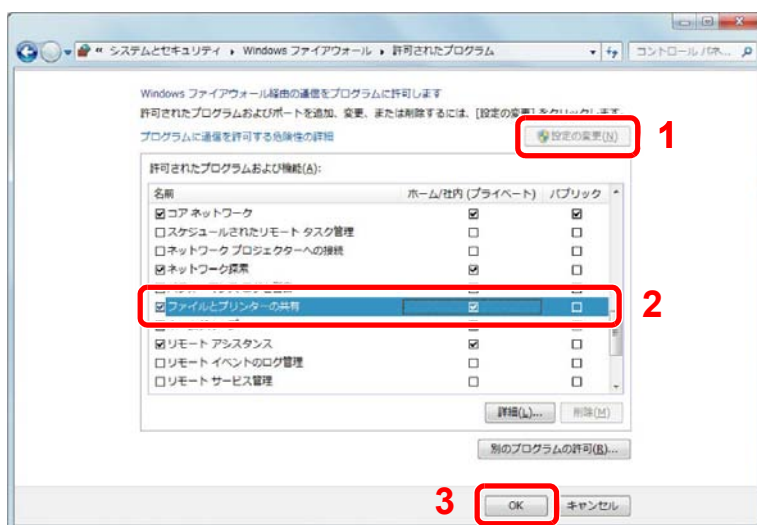 « システムとセキュリティ ▸ Windows ファイアウォール ▸ 許可されたプログラム
コントロール パネ...
Windows ファイアウォール経由の通信をプログラムに許可します
許可されたプログラムおよびポートを追加、変更、または削除するには、[設定の変更] をクリックします。
プログラムに通信を許可する危険性の詳細
設定の変更(N)
1
許可されたプログラムおよび機能(A):
名前 ホーム/社内 (プライベート) パブリック
コア ネットワーク
スケジュールされたリモート タスク管理
ネットワーク プロジェクターへの接続
ネットワーク探索
ファイルとプリンターの共有
2
リモート アシスタンス
リモート イベントのログ管理
リモート サービス管理
詳細(L)... 削除(M)
別のプログラムの許可(R)...
3
OK キャンセル